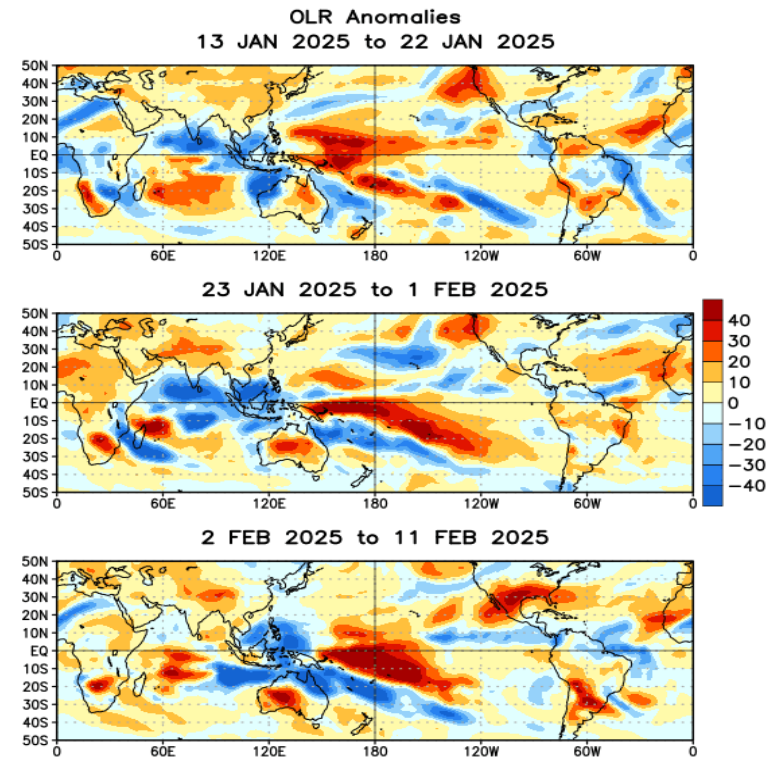 OLR Anomalies
13 JAN 2025 to 22 JAN 2025
50N
40N
30N
20N
10N
EQ
10S
20S
30S
40S
50S
0 60E 120E 180 120W 60W 0
23 JAN 2025 to 1 FEB 2025
50N
40N
30N
20N
10N
EQ
10S
20S
30S
40S
50S
0 60E 120E 180 120W 60W 0
40
30
20
10
0
-10
-20
-30
-40
2 FEB 2025 to 11 FEB 2025
50N
40N
30N
20N
10N
EQ
10S
20S
30S
40S
50S
0 60E 120E 180 120W 60W 0